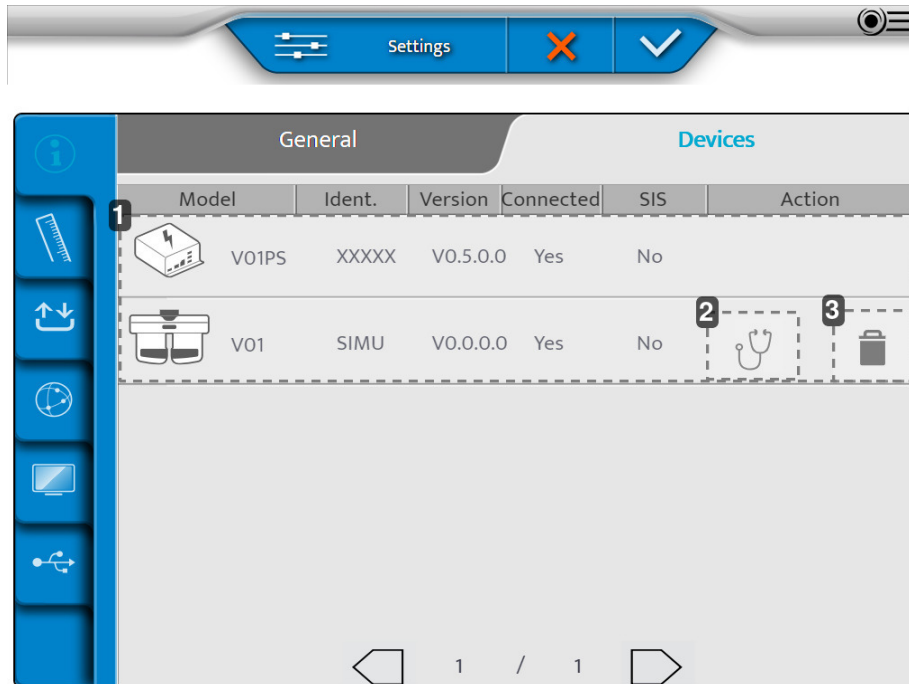 Settings
General Devices
Model Ident. Version Connected SIS Action
1
V01PS XXXXX V0.5.0.0 Yes No
2 3
V01 SIMU V0.0.0.0 Yes No
1 / 1